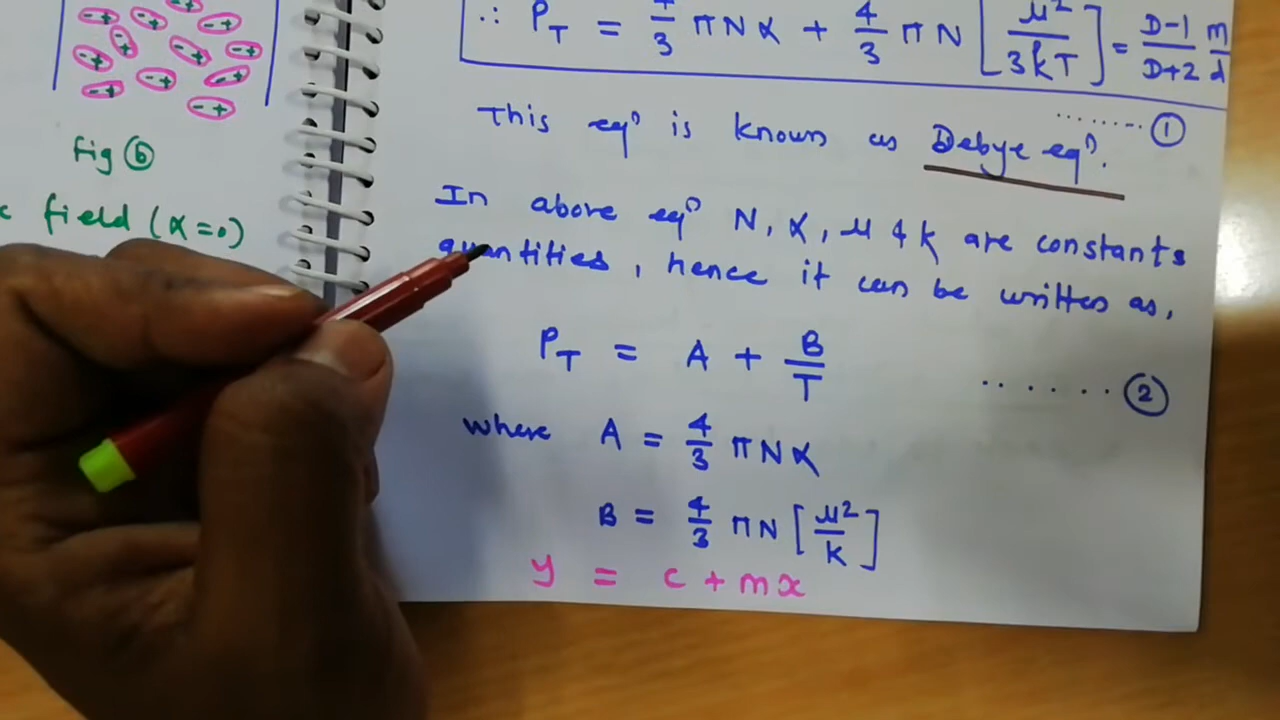 - +
fig ⓑ
field (α=0)
∴ P_T = 4/3 πNα + 4/3 πN [μ²/3kT] = D-1/D+2 m/d
........ ①
This eqⁿ is known as Debye eqⁿ.
In above eqⁿ N, α, μ & k are constants
quantities, hence it can be written as,
P_T = A + B/T ...... ②
where A = 4/3 πNα
B = 4/3 πN [μ²/k]
y = c + mx